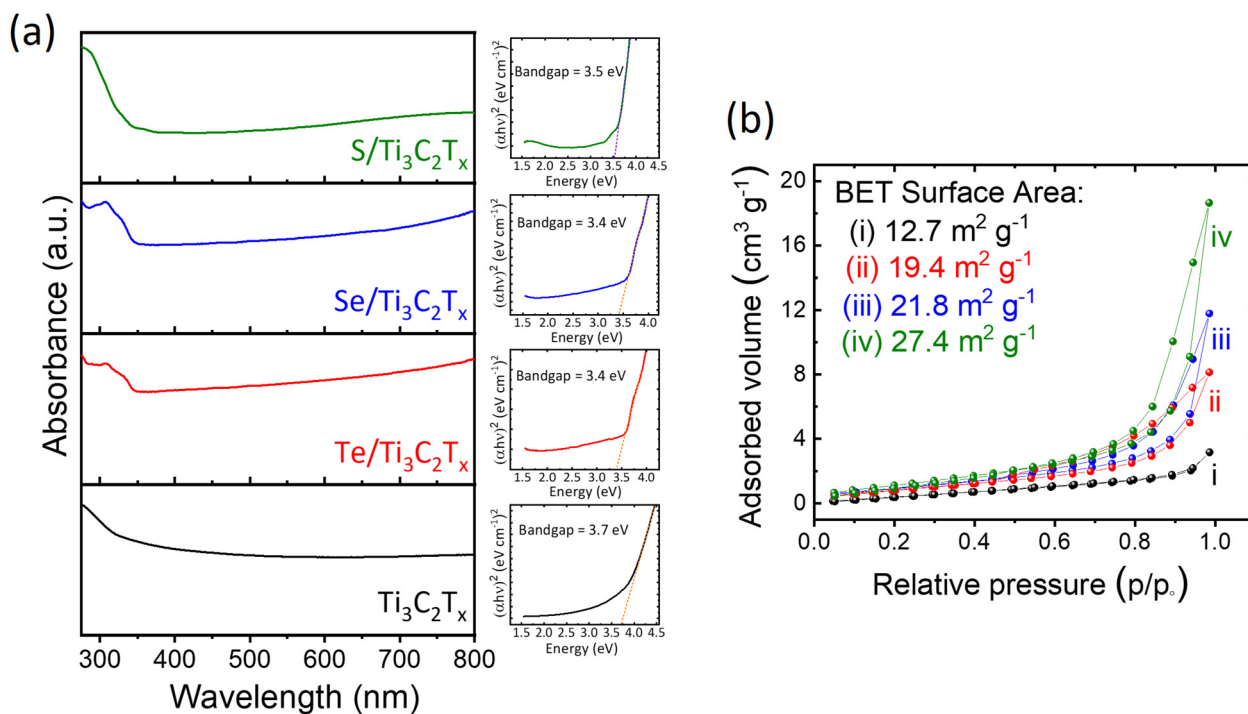 (a)
Absorbance (a.u.)
S/Ti₃C₂Tₓ
Se/Ti₃C₂Tₓ
Te/Ti₃C₂Tₓ
Ti₃C₂Tₓ
300 400 500 600 700 800
Wavelength (nm)
(αhν)² (eV cm⁻¹)²
Bandgap = 3.5 eV
1.5 2.0 2.5 3.0 3.5 4.0 4.5
Energy (eV)
(αhν)² (eV cm⁻¹)²
Bandgap = 3.4 eV
1.5 2.0 2.5 3.0 3.5 4.0
Energy (eV)
(αhν)² (eV cm⁻¹)²
Bandgap = 3.4 eV
1.5 2.0 2.5 3.0 3.5 4.0
Energy (eV)
(αhν)² (eV cm⁻¹)²
Bandgap = 3.7 eV
1.5 2.0 2.5 3.0 3.5 4.0 4.5
Energy (eV)
(b)
Adsorbed volume (cm³ g⁻¹)
20
16
12
8
4
0
BET Surface Area:
(i) 12.7 m² g⁻¹
(ii) 19.4 m² g⁻¹
(iii) 21.8 m² g⁻¹
(iv) 27.4 m² g⁻¹
iv
iii
ii
i
0.0 0.2 0.4 0.6 0.8 1.0
Relative pressure (p/p₀)